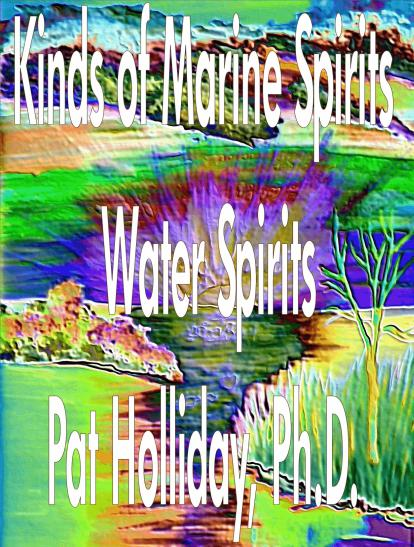 Kinds of Marine Spirits
Water Spirits
Pat Holliday, Ph.D.